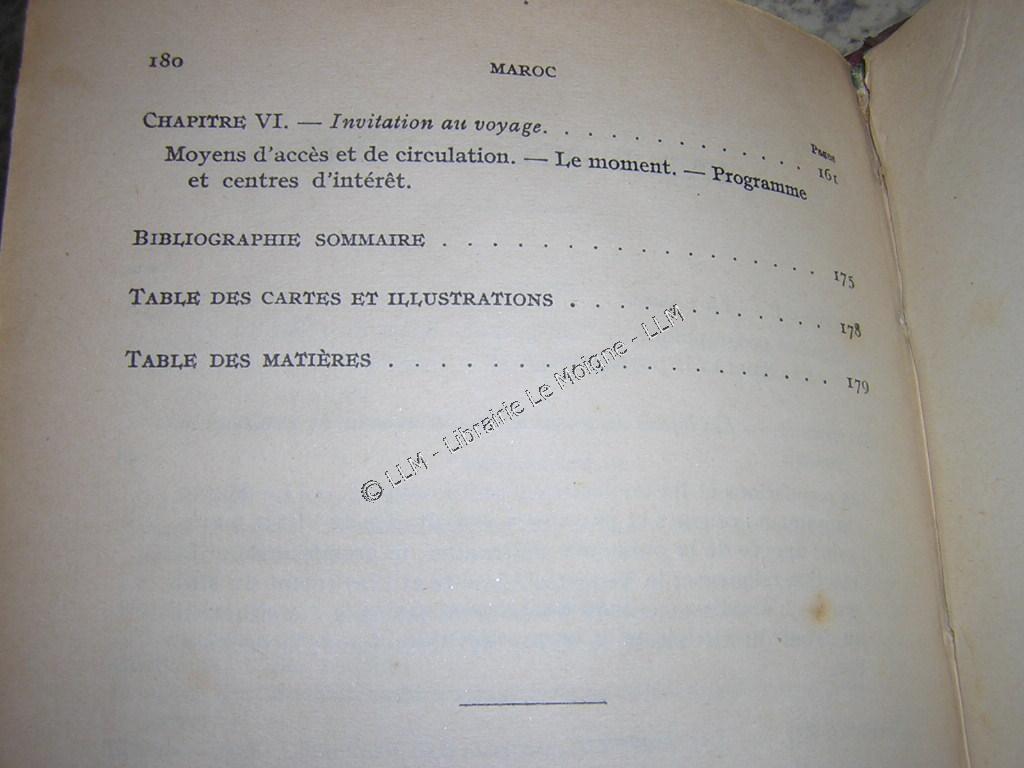 180 MAROC
Pages
CHAPITRE VI. — Invitation au voyage. . . . . . . . . . . . . 161
Moyens d'accès et de circulation. — Le moment. — Programme
et centres d'intérêt.
BIBLIOGRAPHIE SOMMAIRE . . . . . . . . . . . . . . . 175
TABLE DES CARTES ET ILLUSTRATIONS . . . . . . . . . . . 178
TABLE DES MATIÈRES . . . . . . . . . . . . . . . . . . 179
© LLM - Librairie Le Moigne - LLM